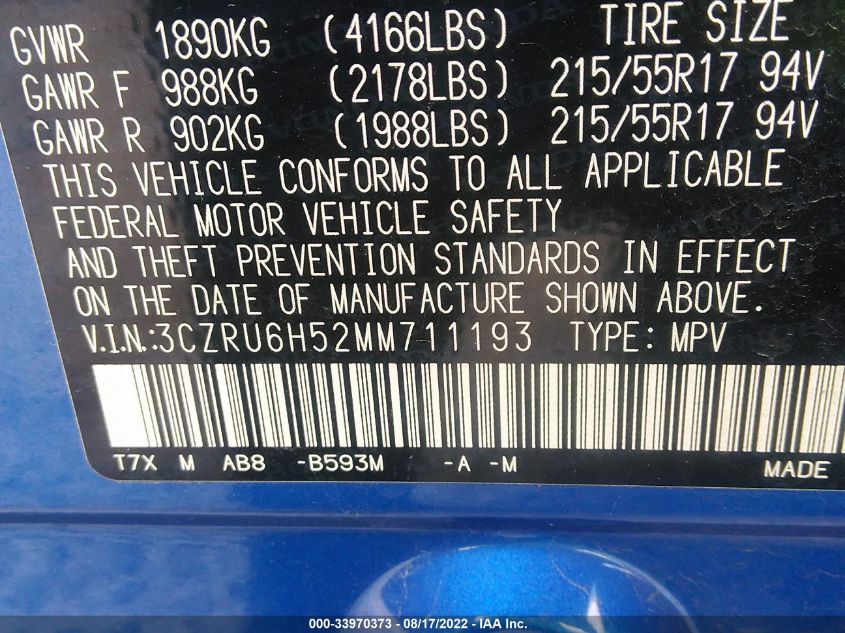 GVWR 1890KG (4166LBS) TIRE SIZE
GAWR F 988KG (2178LBS) 215/55R17 94V
GAWR R 902KG (1988LBS) 215/55R17 94V
THIS VEHICLE CONFORMS TO ALL APPLICABLE
FEDERAL MOTOR VEHICLE SAFETY
AND THEFT PREVENTION STANDARDS IN EFFECT
ON THE DATE OF MANUFACTURE SHOWN ABOVE.
V.I.N.:3CZRU6H52MM711193 TYPE: MPV
T7X M AB8 -B593M -A -M MADE
000-33970373 - 08/17/2022 - IAA Inc.